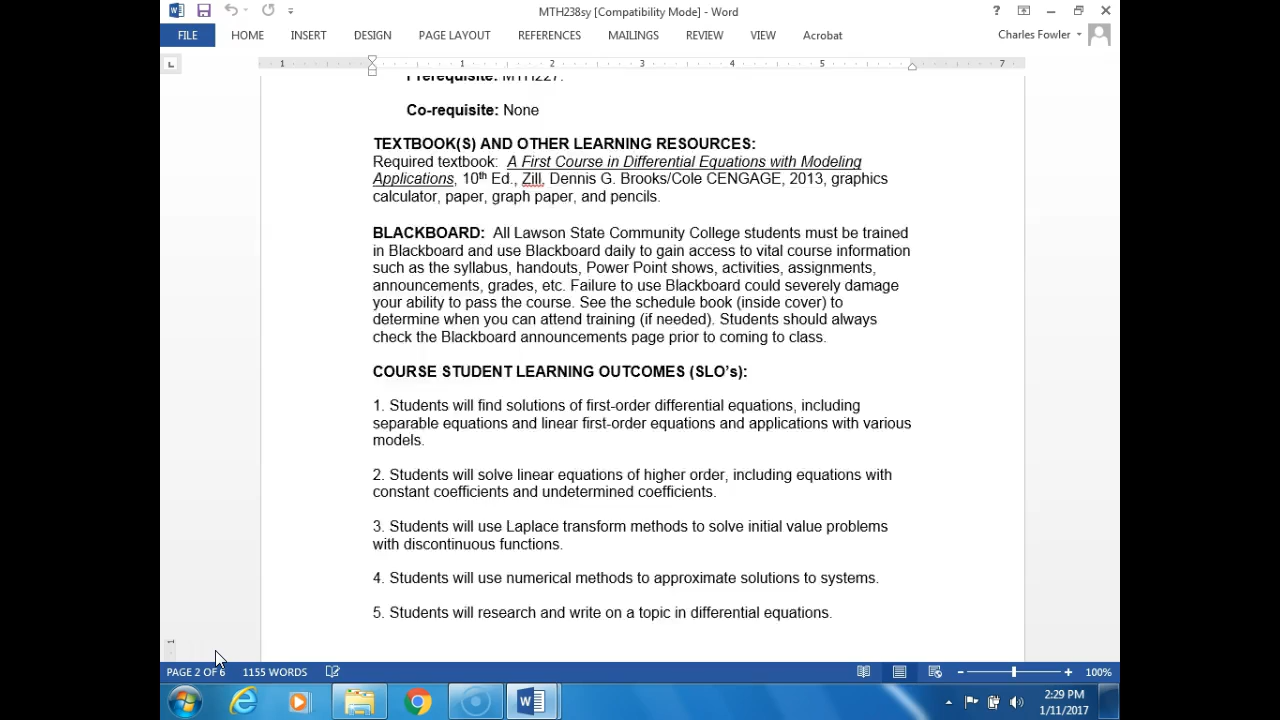 MTH238sy [Compatibility Mode] - Word
?
FILE HOME INSERT DESIGN PAGE LAYOUT REFERENCES MAILINGS REVIEW VIEW Acrobat Charles Fowler
1 1 2 3 4 5 7
Prerequisite: MTH227.
Co-requisite: None
TEXTBOOK(S) AND OTHER LEARNING RESOURCES:
Required textbook: A First Course in Differential Equations with Modeling
Applications, 10th Ed., Zill, Dennis G. Brooks/Cole CENGAGE, 2013, graphics
calculator, paper, graph paper, and pencils.
BLACKBOARD: All Lawson State Community College students must be trained
in Blackboard and use Blackboard daily to gain access to vital course information
such as the syllabus, handouts, Power Point shows, activities, assignments,
announcements, grades, etc. Failure to use Blackboard could severely damage
your ability to pass the course. See the schedule book (inside cover) to
determine when you can attend training (if needed). Students should always
check the Blackboard announcements page prior to coming to class.
COURSE STUDENT LEARNING OUTCOMES (SLO’s):
1. Students will find solutions of first-order differential equations, including
separable equations and linear first-order equations and applications with various
models.
2. Students will solve linear equations of higher order, including equations with
constant coefficients and undetermined coefficients.
3. Students will use Laplace transform methods to solve initial value problems
with discontinuous functions.
4. Students will use numerical methods to approximate solutions to systems.
5. Students will research and write on a topic in differential equations.
1
PAGE 2 OF 6 1155 WORDS 100%
2:29 PM
1/11/2017